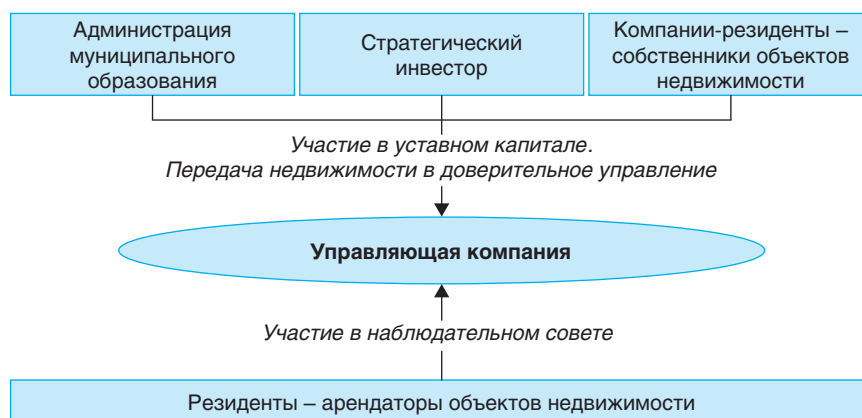 Администрация
муниципального
образования
Стратегический
инвестор
Компании-резиденты –
собственники объектов
недвижимости
Участие в уставном капитале.
Передача недвижимости в доверительное управление
Управляющая компания
Участие в наблюдательном совете
Резиденты – арендаторы объектов недвижимости